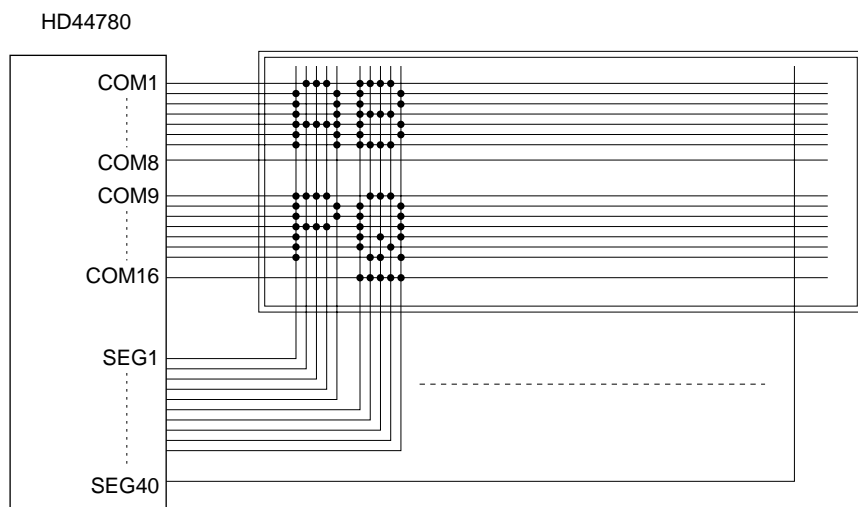 HD44780
COM1
COM8
COM9
COM16
SEG1
SEG40
A B
P Q